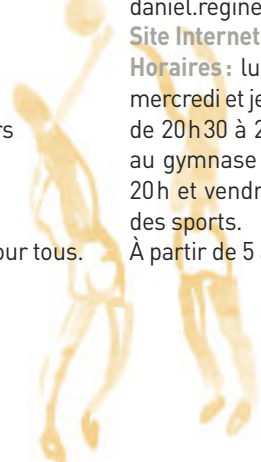 daniel.regine
Site Internet
Horaires : lu
mercredi et je
rs
de 20h30 à 2
au gymnase
20h et vendr
des sports.
our tous.
À partir de 5 a